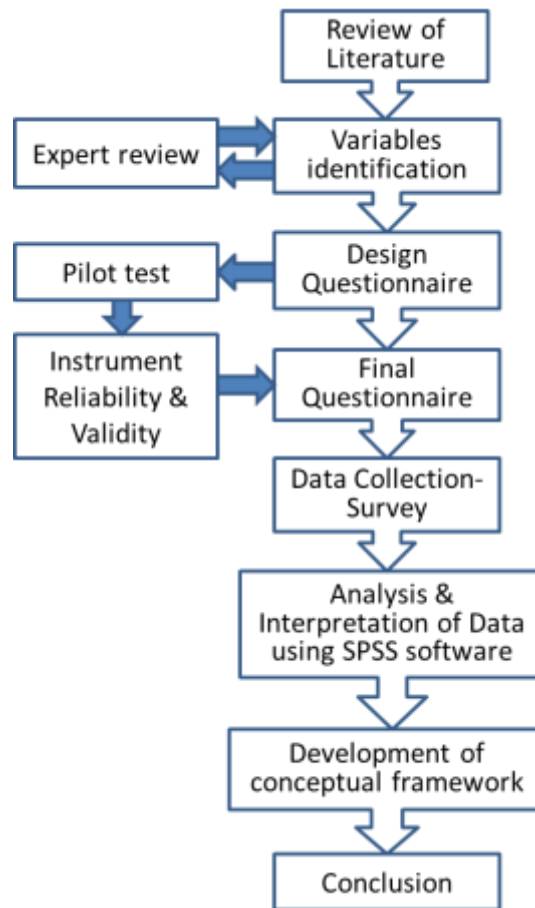 Review of
Literature
Expert review
Variables
identification
Pilot test
Design
Questionnaire
Instrument
Reliability &
Validity
Final
Questionnaire
Data Collection-
Survey
Analysis &
Interpretation of Data
using SPSS software
Development of
conceptual framework
Conclusion